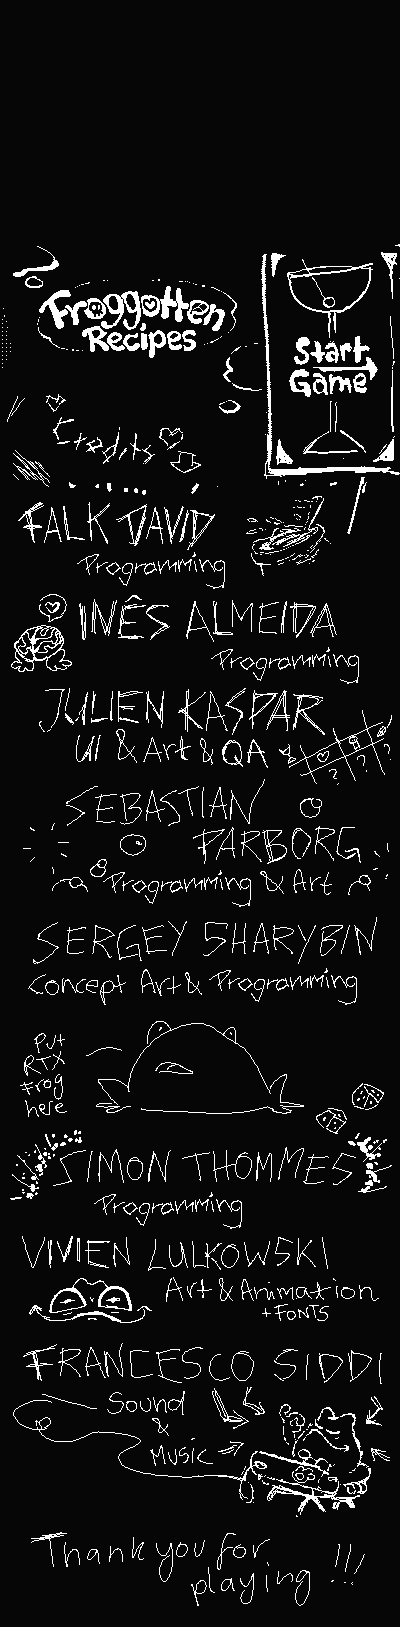 Froggotten
Recipes
Start
Game
Credits
FALK DAVID
Programming
INÊS ALMEIDA
Programming
JULIEN KASPAR
UI & Art & QA
? ? ?
SEBASTIAN
PARBORG
Programming & Art
SERGEY SHARYBIN
Concept Art & Programming
Put
RTX
frog
here
SIMON THOMMES
Programming
VIVIEN LULKOWSKI
Art & Animation
+ FONTS
FRANCESCO SIDDI
Sound
&
Music
Thank you for
playing !!!